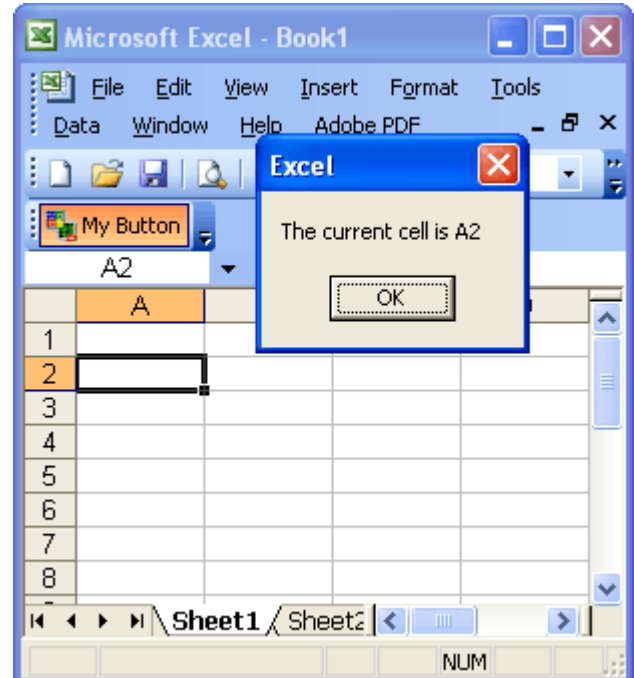 Microsoft Excel - Book1
File Edit View Insert Format Tools
Data Window Help Adobe PDF
Excel
My Button
The current cell is A2
A2
OK
A
1
2
3
4
5
6
7
8
Sheet1 Sheet2
NUM